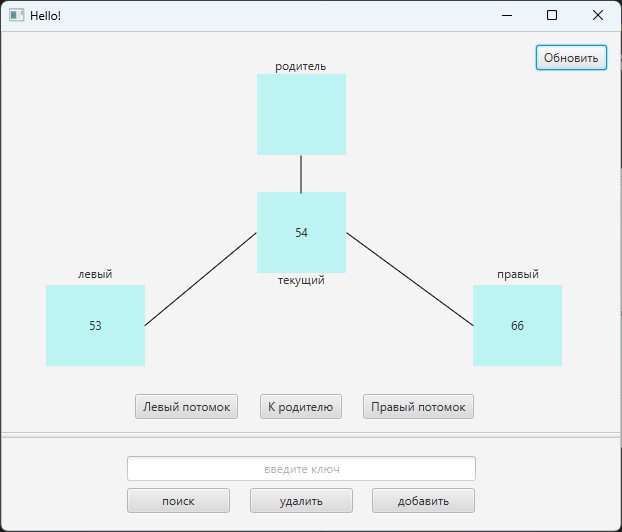 Hello!
Обновить
родитель
54
текущий
левый
правый
53
66
Левый потомок
К родителю
Правый потомок
введите ключ
поиск
удалить
добавить